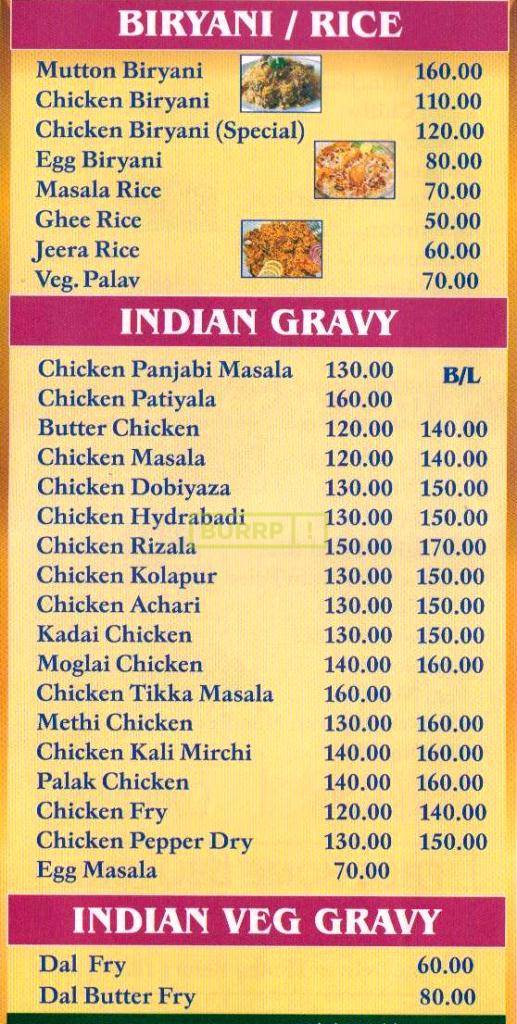 BIRYANI / RICE
Mutton Biryani 160.00
Chicken Biryani 110.00
Chicken Biryani (Special) 120.00
Egg Biryani 80.00
Masala Rice 70.00
Ghee Rice 50.00
Jeera Rice 60.00
Veg. Palav 70.00
INDIAN GRAVY
Chicken Panjabi Masala 130.00 B/L
Chicken Patiyala 160.00
Butter Chicken 120.00 140.00
Chicken Masala 120.00 140.00
Chicken Dobiyaza 130.00 150.00
Chicken Hydrabadi 130.00 150.00
BURRP !
Chicken Rizala 150.00 170.00
Chicken Kolapur 130.00 150.00
Chicken Achari 130.00 150.00
Kadai Chicken 130.00 150.00
Moglai Chicken 140.00 160.00
Chicken Tikka Masala 160.00
Methi Chicken 130.00 160.00
Chicken Kali Mirchi 140.00 160.00
Palak Chicken 140.00 160.00
Chicken Fry 120.00 140.00
Chicken Pepper Dry 130.00 150.00
Egg Masala 70.00
INDIAN VEG GRAVY
Dal Fry 60.00
Dal Butter Fry 80.00